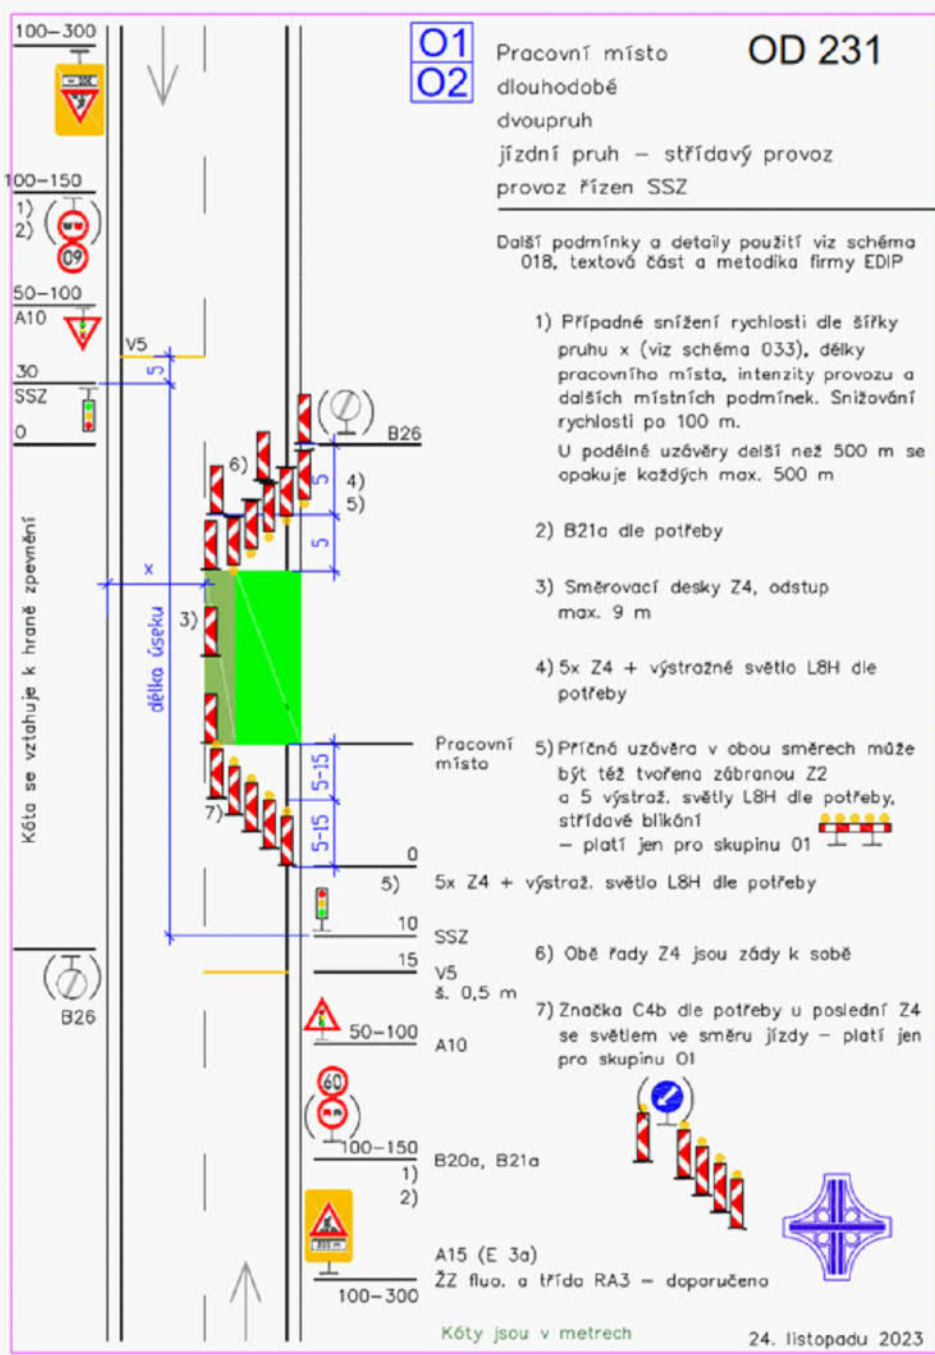 O1
O2
Pracovní místo
OD 231
dlouhodobé
dvoupruh
jízdní pruh – střídavý provoz
provoz řízen SSZ
Další podmínky a detaily použití viz schéma
018, textová část a metodika firmy EDIP
1) Případné snížení rychlosti dle šířky
pruhu x (viz schéma 033), délky
pracovního místa, intenzity provozu a
dalších místních podmínek. Snižování
rychlosti po 100 m.
U podélné uzávěry delší než 500 m se
opakuje každých max. 500 m
2) B21a dle potřeby
3) Směrovací desky Z4, odstup
max. 9 m
4) 5x Z4 + výstražné světlo L8H dle
potřeby
5) Příčná uzávěra v obou směrech může
být též tvořena zábranou Z2
a 5 výstraž. světly L8H dle potřeby,
střídavé blikání
– platí jen pro skupinu O1
6) Obě řady Z4 jsou zády k sobě
7) Značka C4b dle potřeby u poslední Z4
se světlem ve směru jízdy – platí jen
pro skupinu O1
100–300
100–150
1)
2)
60
50–100
A10
V5
30
SSZ
5
0
B26
6)
5
4)
5)
5
x
3)
délka úseku
Kóta se vztahuje k hraně zpevnění
Pracovní
místo
5–15
7)
5–15
0
5)
5x Z4 + výstraž. světlo L8H dle potřeby
10
SSZ
15
V5
š. 0,5 m
B26
50–100
A10
60
100–150
B20a, B21a
1)
2)
A15 (E 3a)
ŽZ fluo. a třída RA3 – doporučeno
100–300
Kóty jsou v metrech
24. listopadu 2023